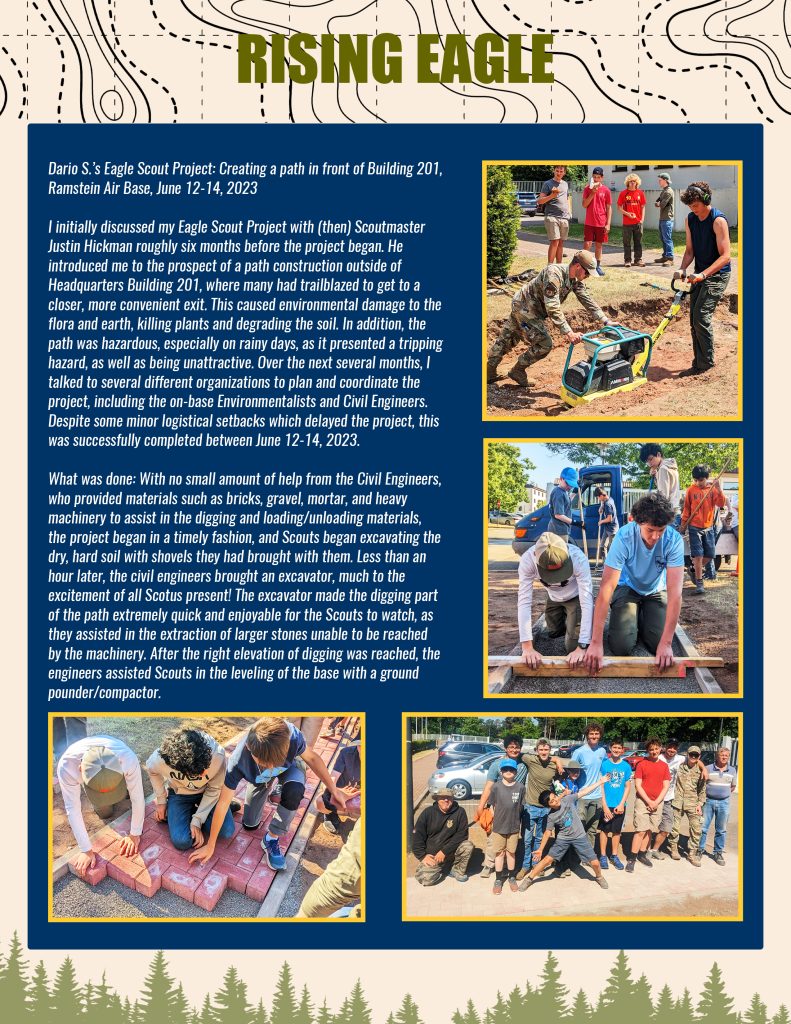 RISING EAGLE
Dario S.’s Eagle Scout Project: Creating a path in front of Building 201,
Ramstein Air Base, June 12-14, 2023
I initially discussed my Eagle Scout Project with (then) Scoutmaster
Justin Hickman roughly six months before the project began. He
introduced me to the prospect of a path construction outside of
Headquarters Building 201, where many had trailblazed to get to a
closer, more convenient exit. This caused environmental damage to the
flora and earth, killing plants and degrading the soil. In addition, the
path was hazardous, especially on rainy days, as it presented a tripping
hazard, as well as being unattractive. Over the next several months, I
talked to several different organizations to plan and coordinate the
project, including the on-base Environmentalists and Civil Engineers.
Despite some minor logistical setbacks which delayed the project, this
was successfully completed between June 12-14, 2023.
What was done: With no small amount of help from the Civil Engineers,
who provided materials such as bricks, gravel, mortar, and heavy
machinery to assist in the digging and loading/unloading materials,
the project began in a timely fashion, and Scouts began excavating the
dry, hard soil with shovels they had brought with them. Less than an
hour later, the civil engineers brought an excavator, much to the
excitement of all Scotus present! The excavator made the digging part
of the path extremely quick and enjoyable for the Scouts to watch, as
they assisted in the extraction of larger stones unable to be reached
by the machinery. After the right elevation of digging was reached, the
engineers assisted Scouts in the leveling of the base with a ground
pounder/compactor.